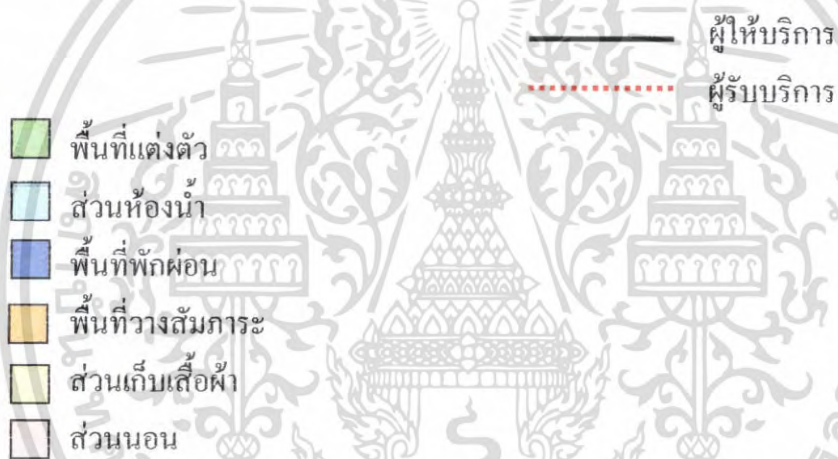 ผู้ให้บริการ
ผู้รับบริการ
พื้นที่แต่งตัว
ส่วนห้องน้ำ
พื้นที่พักผ่อน
พื้นที่วางสัมภาระ
ส่วนเก็บเสื้อผ้า
ส่วนนอน